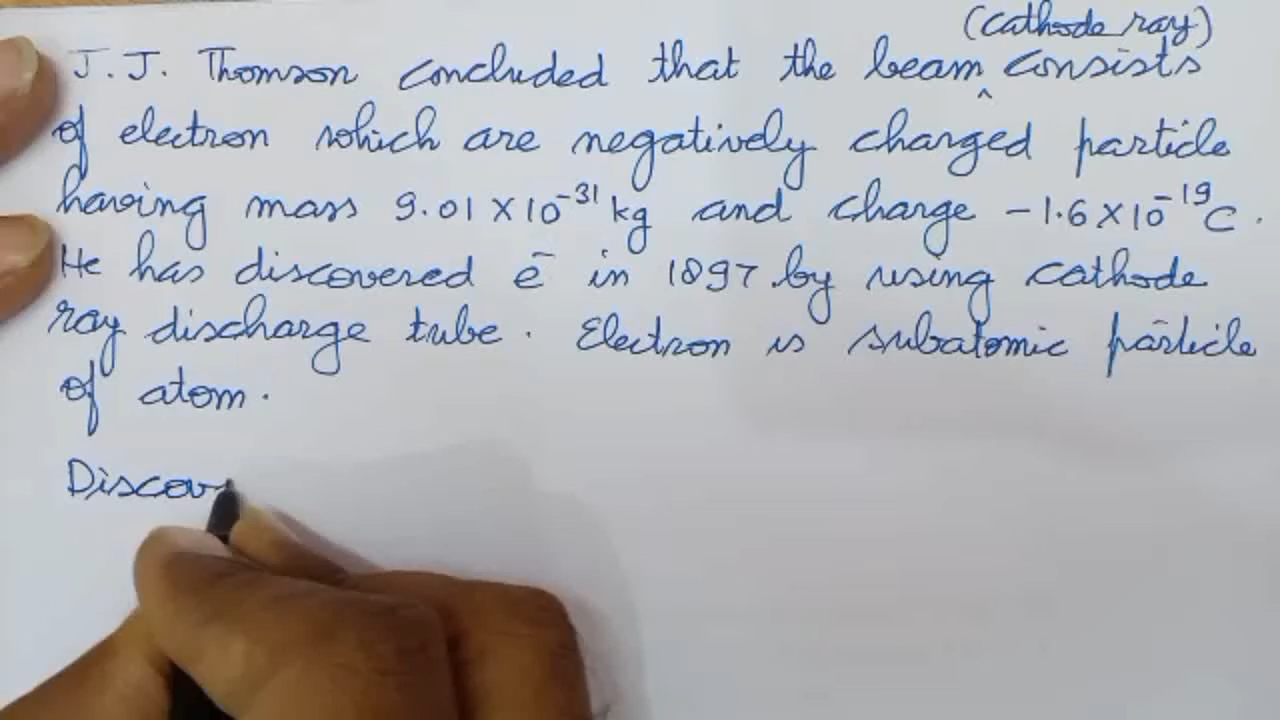 (cathode ray)
J.J. Thomson concluded that the beam ^ consists
of electron which are negatively charged particle
having mass 9.01 X 10⁻³¹ kg and charge -1.6 X 10⁻¹⁹ C.
He has discovered e⁻ in 1897 by using cathode
ray discharge tube. Electron is subatomic particle
of atom.
Discov